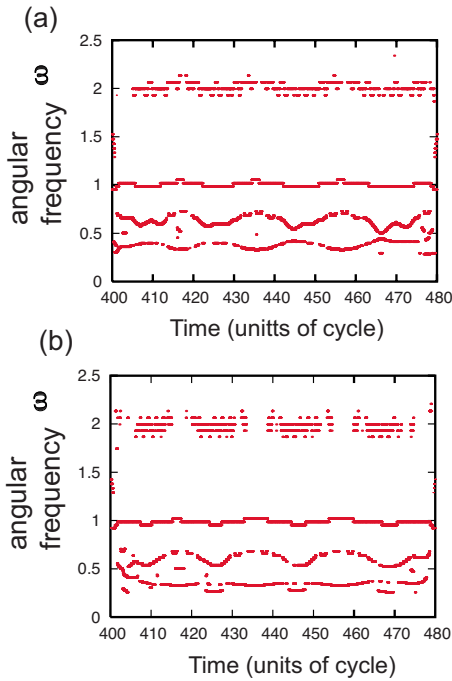 (a)
2.5
2
1.5
1
0.5
0
angular
frequency ω
400 410 420 430 440 450 460 470 480
Time (unitts of cycle)
(b)
2.5
2
1.5
1
0.5
0
angular
frequency ω
400 410 420 430 440 450 460 470 480
Time (units of cycle)